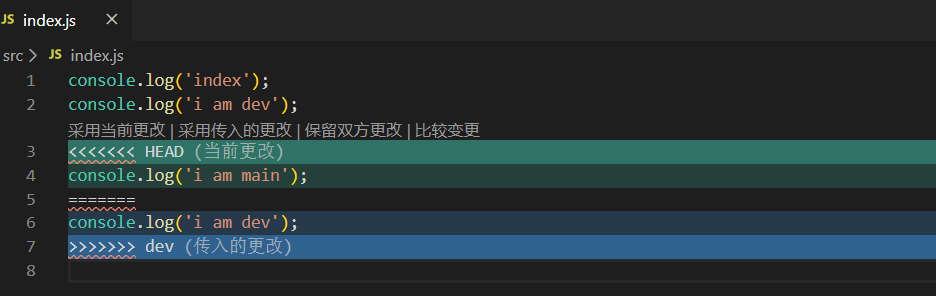 JS index.js ×
src > JS index.js
1 console.log('index');
2 console.log('i am dev');
采用当前更改 | 采用传入的更改 | 保留双方更改 | 比较变更
3 <<<<<<< HEAD (当前更改)
4 console.log('i am main');
5 =======
6 console.log('i am dev');
7 >>>>>>> dev (传入的更改)
8